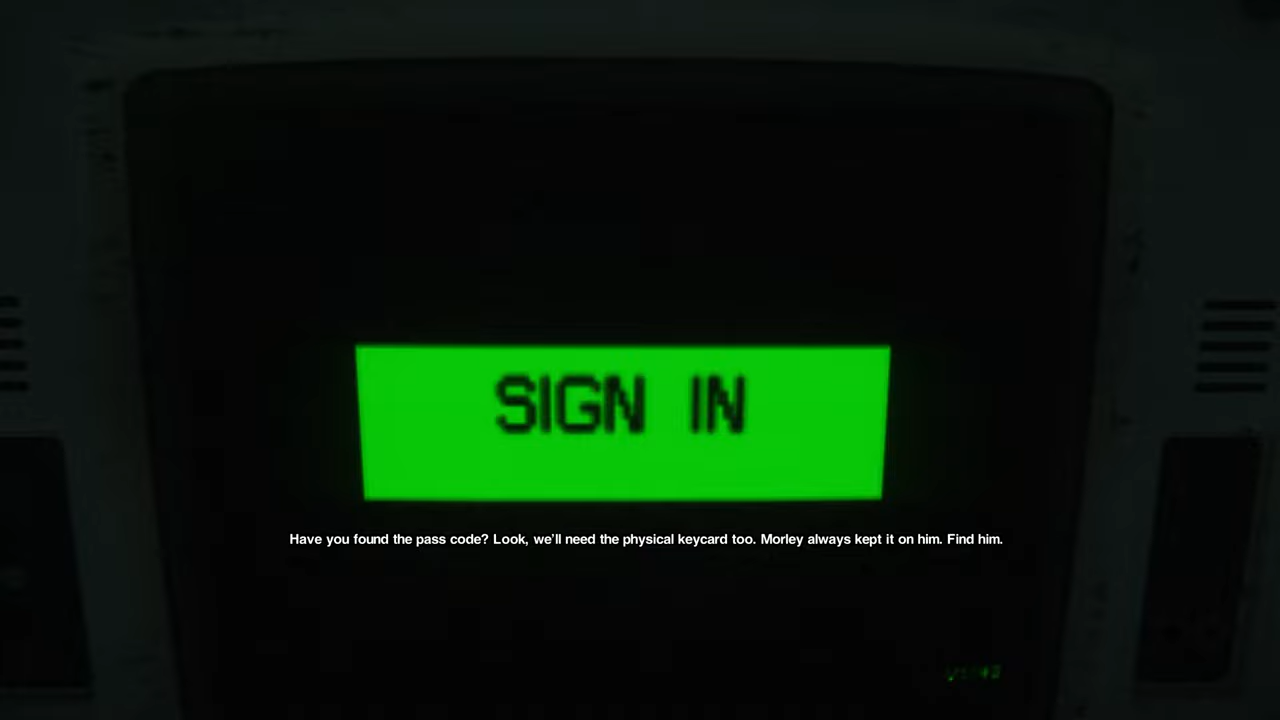 SIGN IN
Have you found the pass code? Look, we'll need the physical keycard too. Morley always kept it on him. Find him.